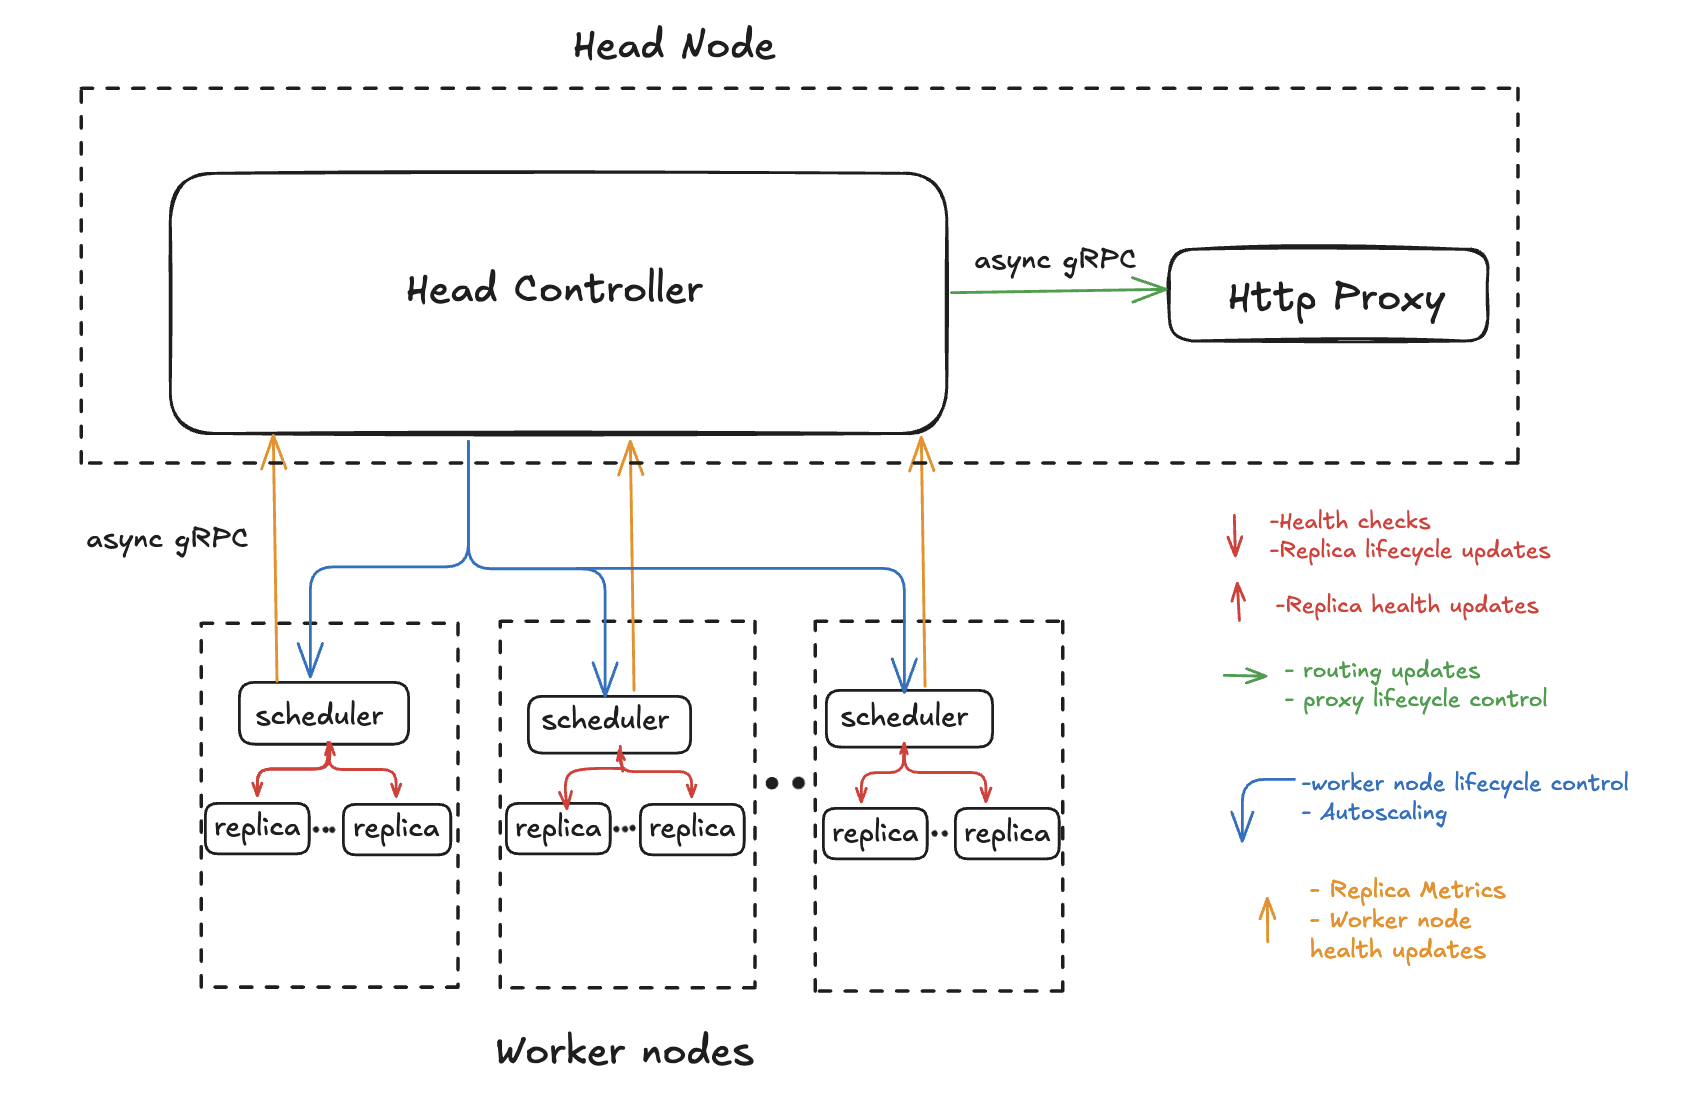 Head Node
Head Controller
async gRPC
Http Proxy
async gRPC
scheduler
replica
replica
scheduler
replica
replica
scheduler
replica
replica
Worker nodes
-Health checks
-Replica lifecycle updates
-Replica health updates
- routing updates
- proxy lifecycle control
-worker node lifecycle control
- Autoscaling
- Replica Metrics
- Worker node
health updates